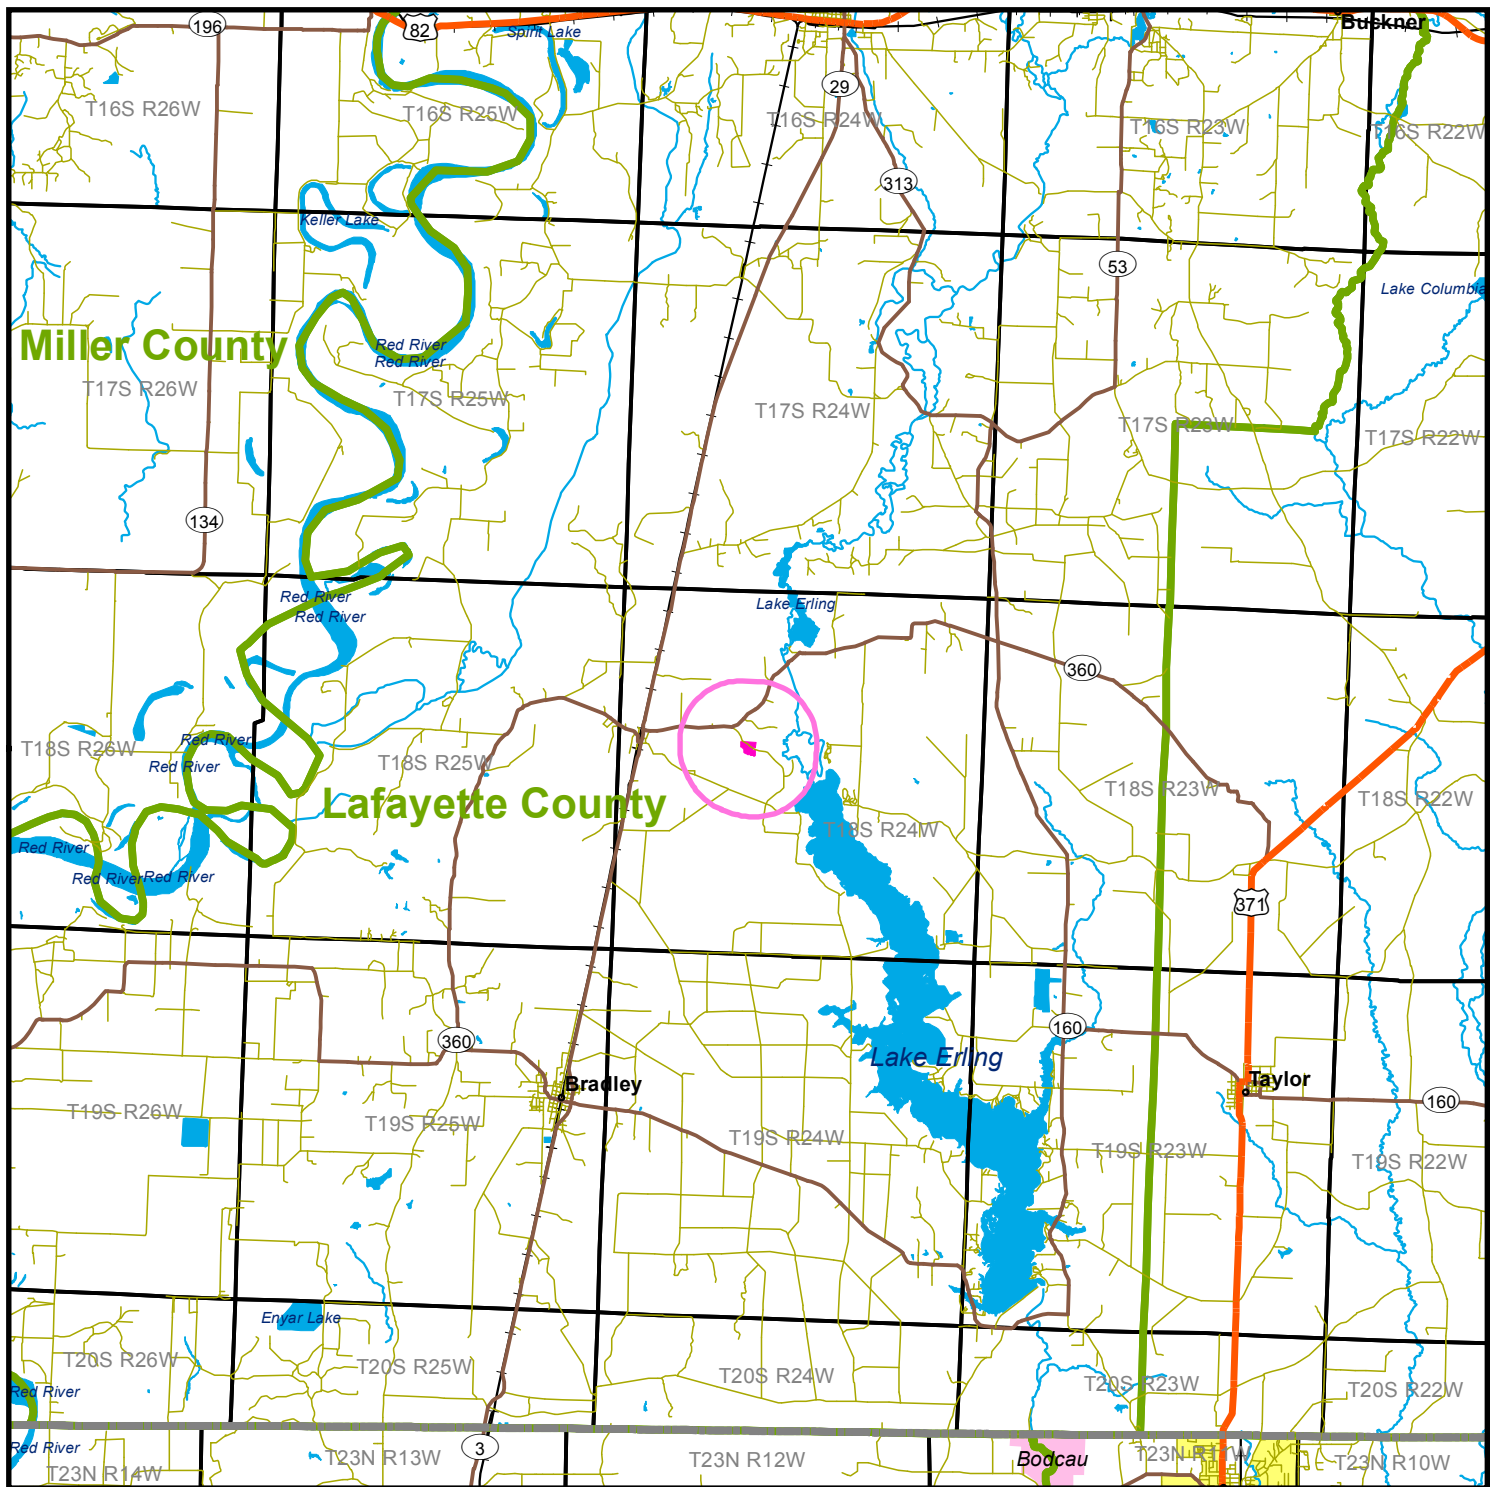 196
82
Spirit Lake
Buckner
29
T16S R26W
T16S R25W
T16S R24W
T16S R23W
T16S R22W
313
Keller Lake
53
Lake Columbia
Miller County
Red River
Red River
T17S R26W
T17S R25W
T17S R24W
T17S R23W
T17S R22W
134
Red River
Red River
Lake Erling
360
T18S R26W
Red River
Red River
T18S R25W
T18S R23W
T18S R22W
Lafayette County
T18S R24W
Red River
Red River
Red River
371
360
160
Lake Erling
Bradley
Taylor
160
T19S R26W
T19S R25W
T19S R24W
T19S R23W
T19S R22W
Enyar Lake
T20S R26W
T20S R25W
T20S R24W
T20S R23W
T20S R22W
Red River
Red River
3
T23N R14W
T23N R13W
T23N R12W
Bodcau
T23N R11W
T23N R10W